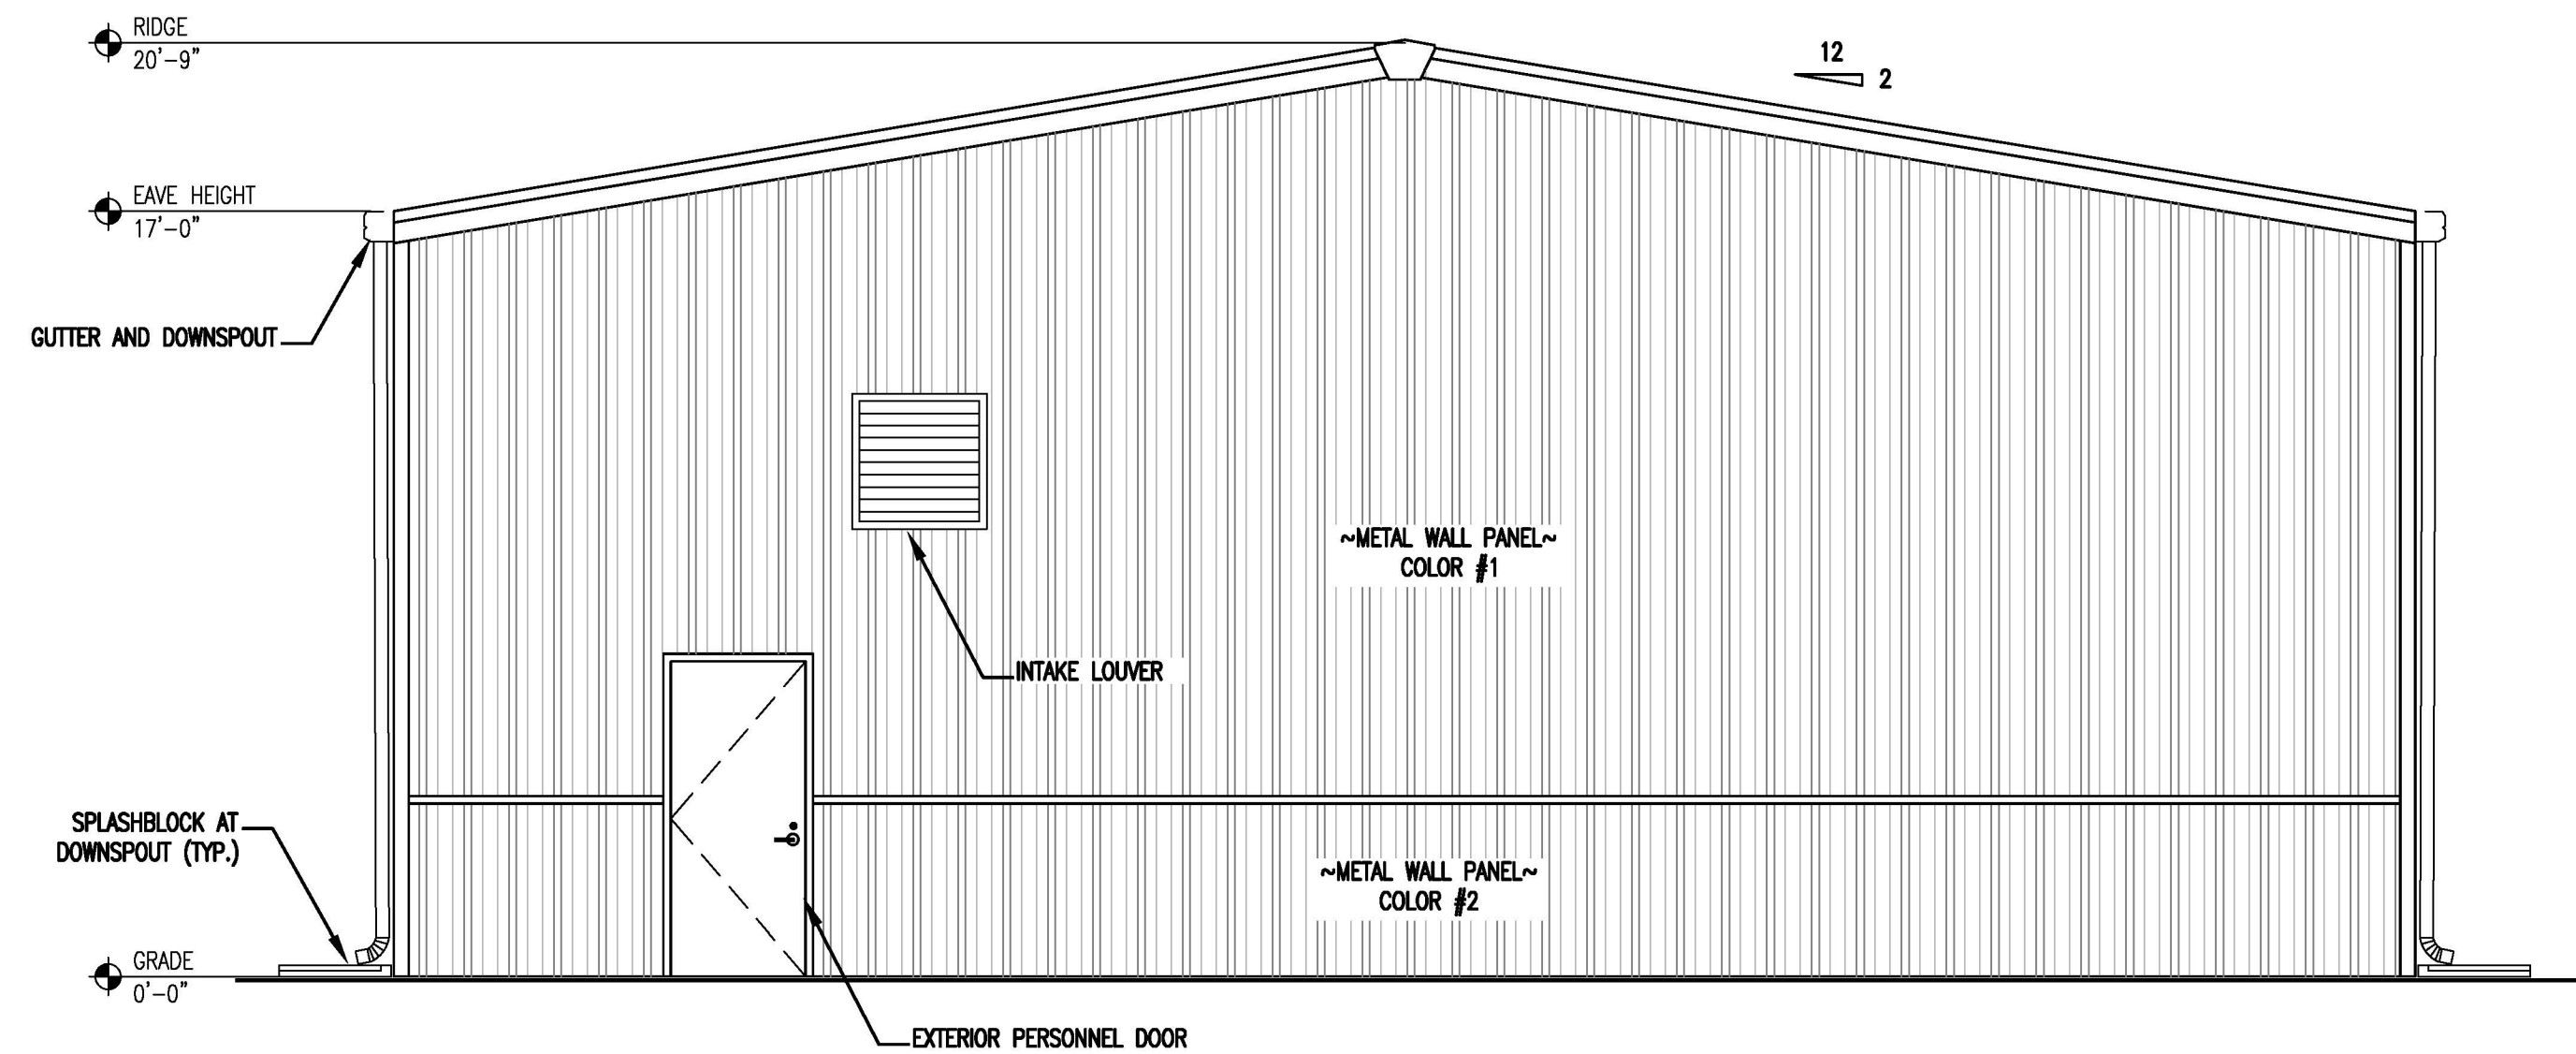 RIDGE
20'-9"
12
2
EAVE HEIGHT
17'-0"
GUTTER AND DOWNSPOUT
~METAL WALL PANEL~
COLOR #1
INTAKE LOUVER
SPLASHBLOCK AT
DOWNSPOUT (TYP.)
~METAL WALL PANEL~
COLOR #2
GRADE
0'-0"
EXTERIOR PERSONNEL DOOR